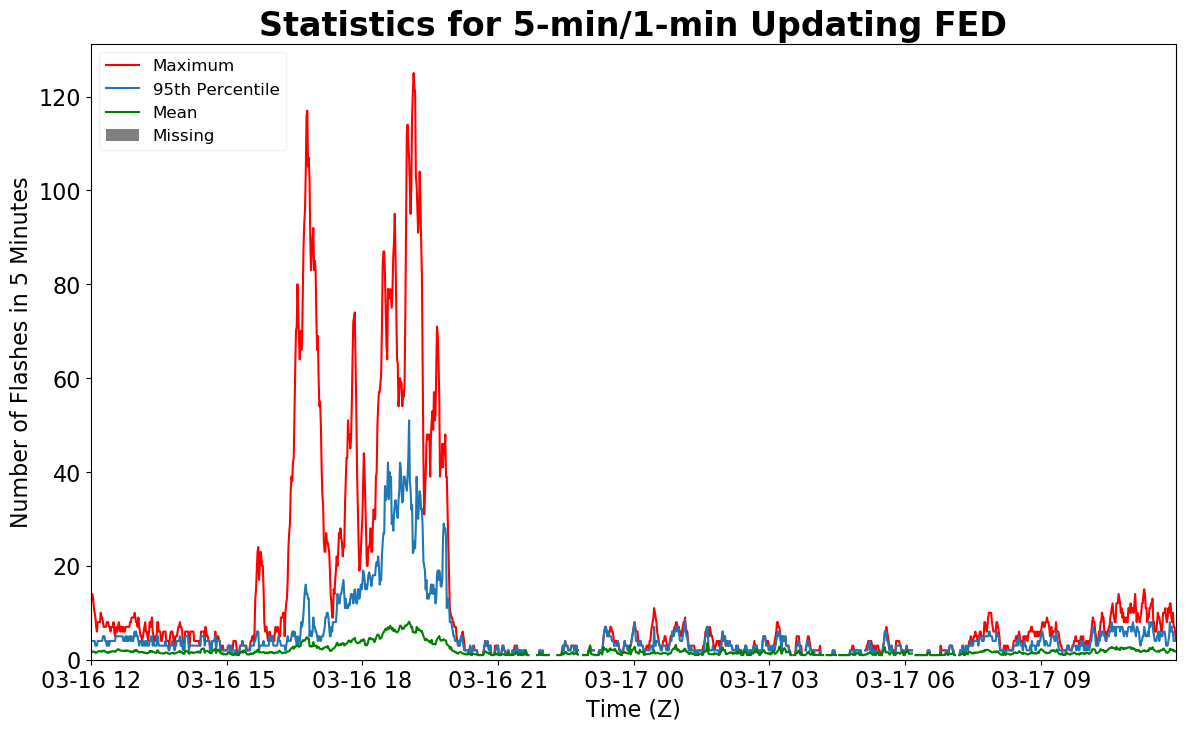 Statistics for 5-min/1-min Updating FED
Maximum
95th Percentile
Mean
Missing
Number of Flashes in 5 Minutes
120
100
80
60
40
20
0
03-16 12
03-16 15
03-16 18
03-16 21
03-17 00
03-17 03
03-17 06
03-17 09
Time (Z)